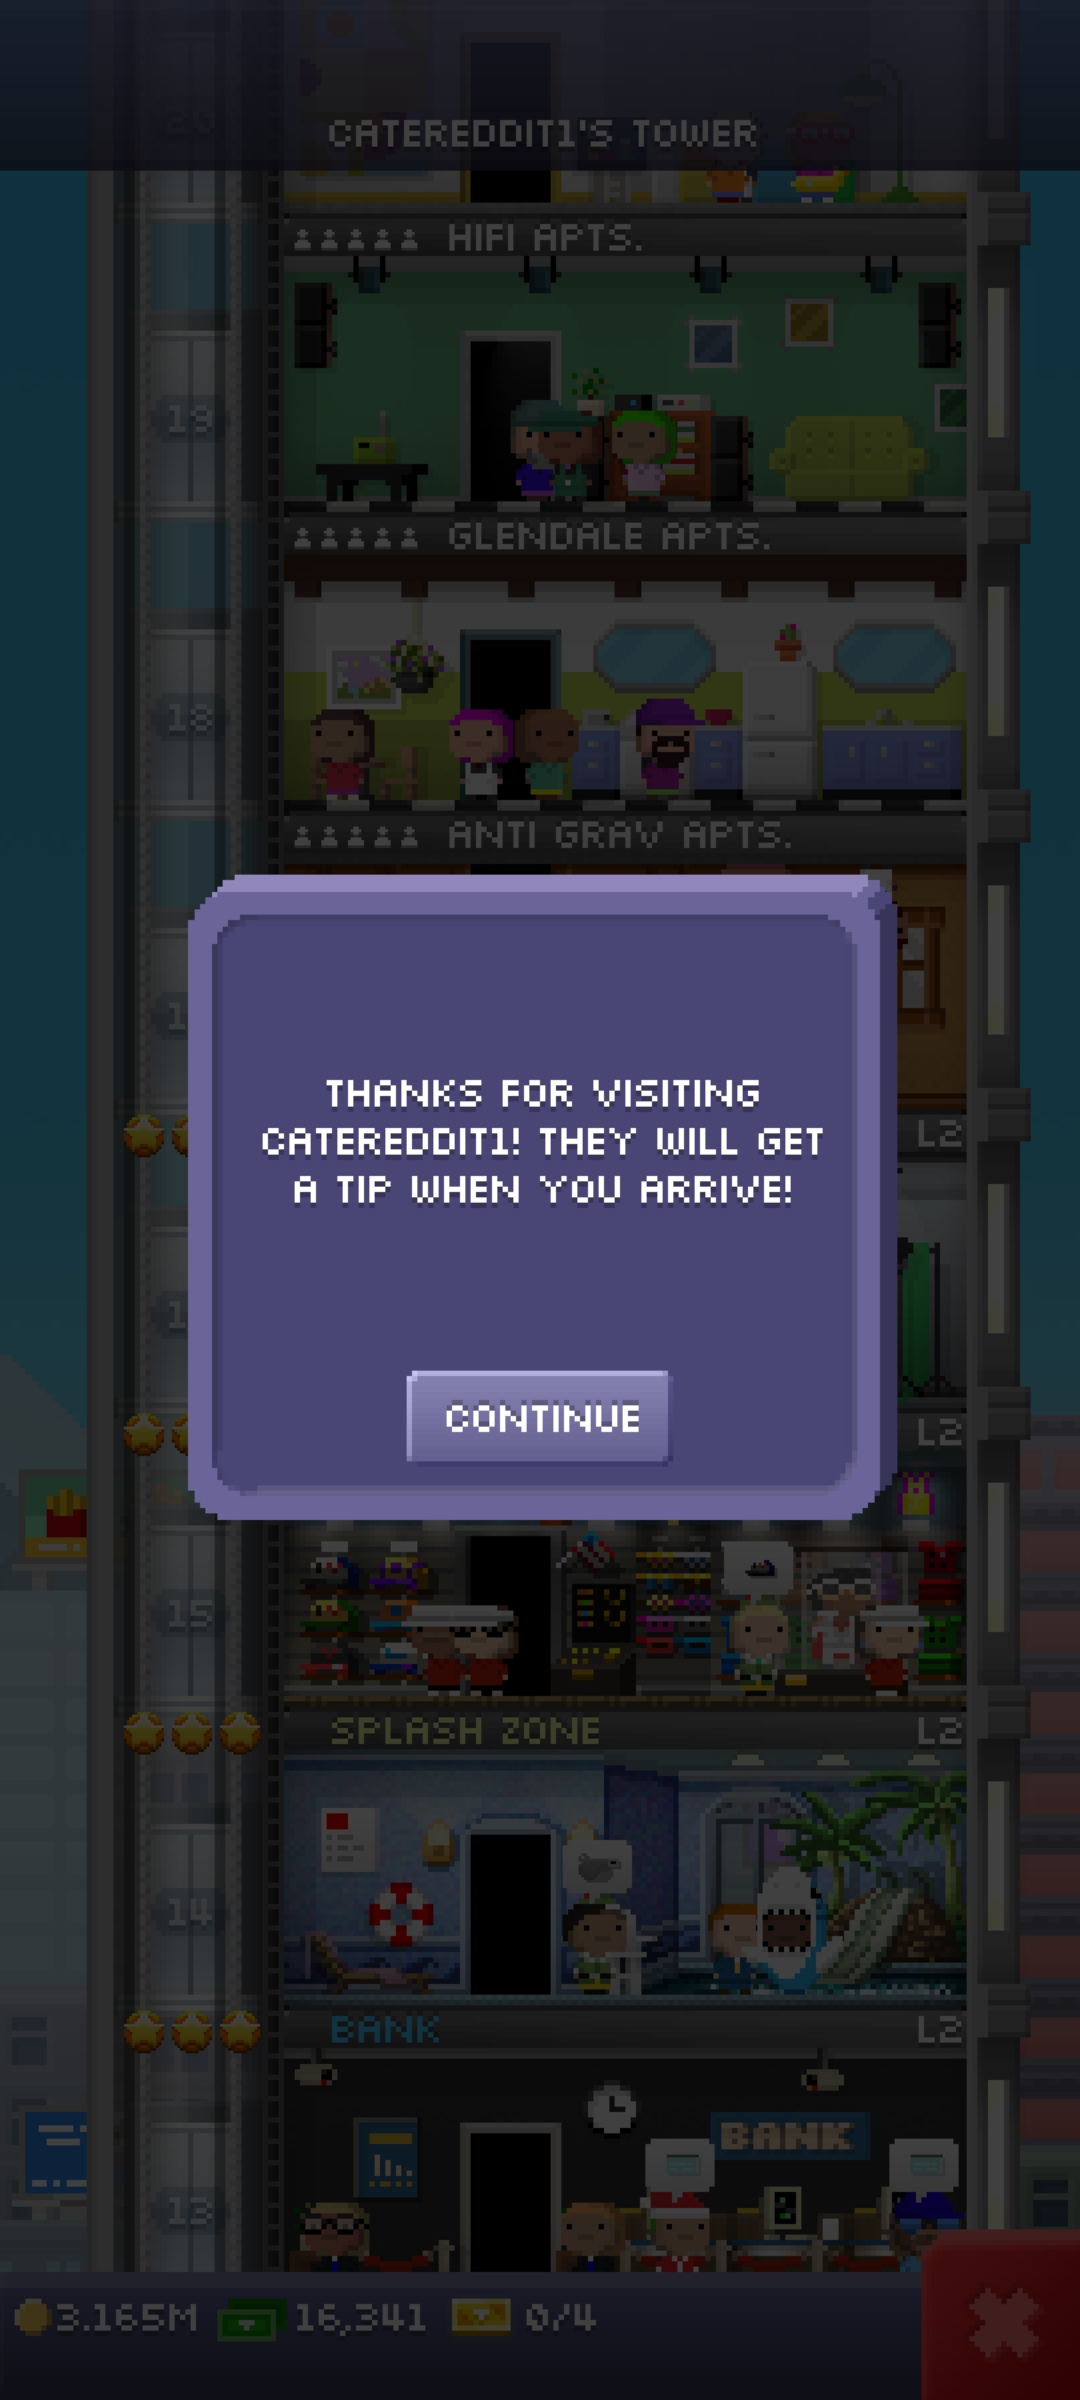 CATEREDDIT1'S TOWER
HIFI APTS.
19
GLENDALE APTS.
18
ANTI GRAV APTS.
THANKS FOR VISITING
CATEREDDIT1! THEY WILL GET
A TIP WHEN YOU ARRIVE!
L2
CONTINUE
L2
15
SPLASH ZONE L2
14
BANK L2
BANK
13
3.165M 16,341 0/4